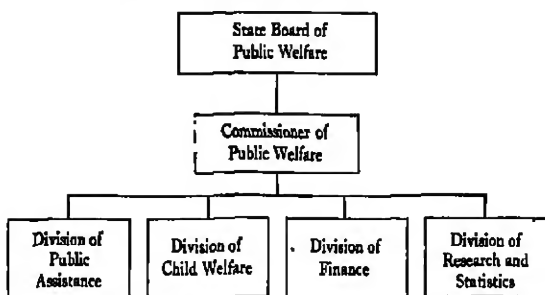 State Board of
Public Welfare
Commissioner of
Public Welfare
Division of
Public
Assistance
Division of
Child Welfare
Division of
Finance
Division of
Research and
Statistics